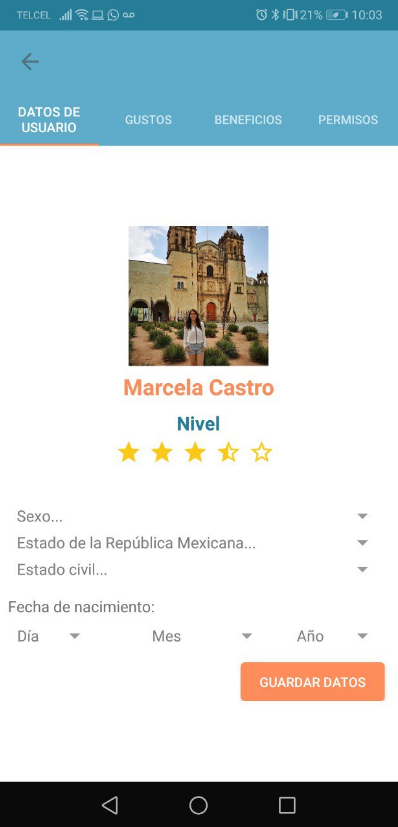 TELCEL 21% 10:03
DATOS DE
USUARIO
GUSTOS
BENEFICIOS
PERMISOS
Marcela Castro
Nivel
Sexo...
Estado de la República Mexicana...
Estado civil...
Fecha de nacimiento:
Día Mes Año
GUARDAR DATOS